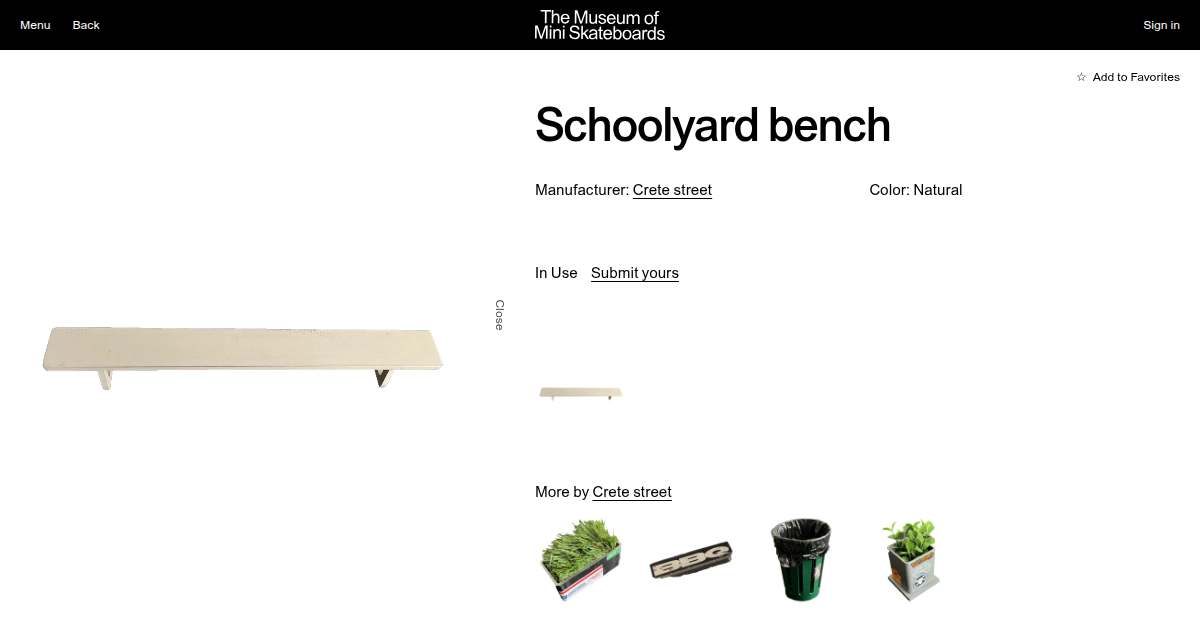 Menu
Back
The Museum of
Mini Skateboards
Sign in
☆ Add to Favorites
Schoolyard bench
Manufacturer: Crete street
Color: Natural
In Use
Submit yours
Close
More by Crete street
BBC